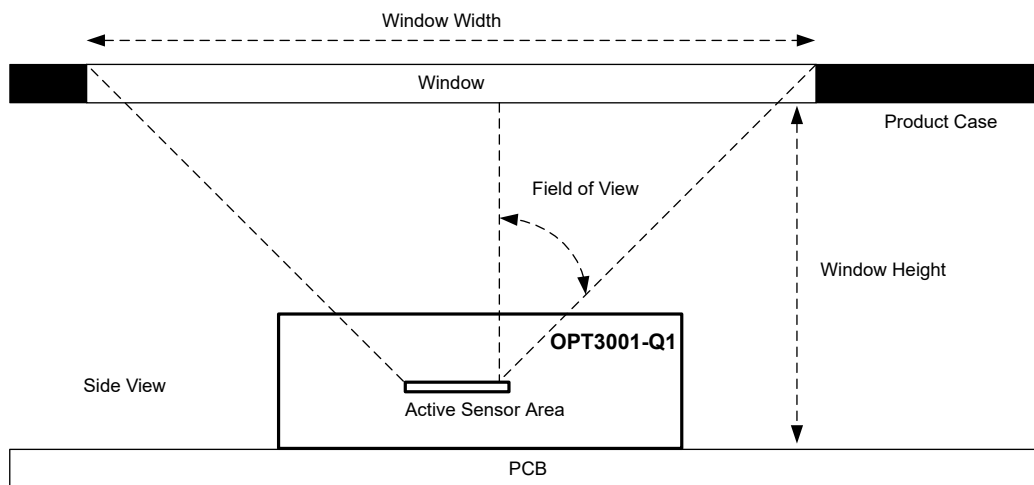 Window Width
Window
Product Case
Field of View
Window Height
OPT3001-Q1
Side View
Active Sensor Area
PCB